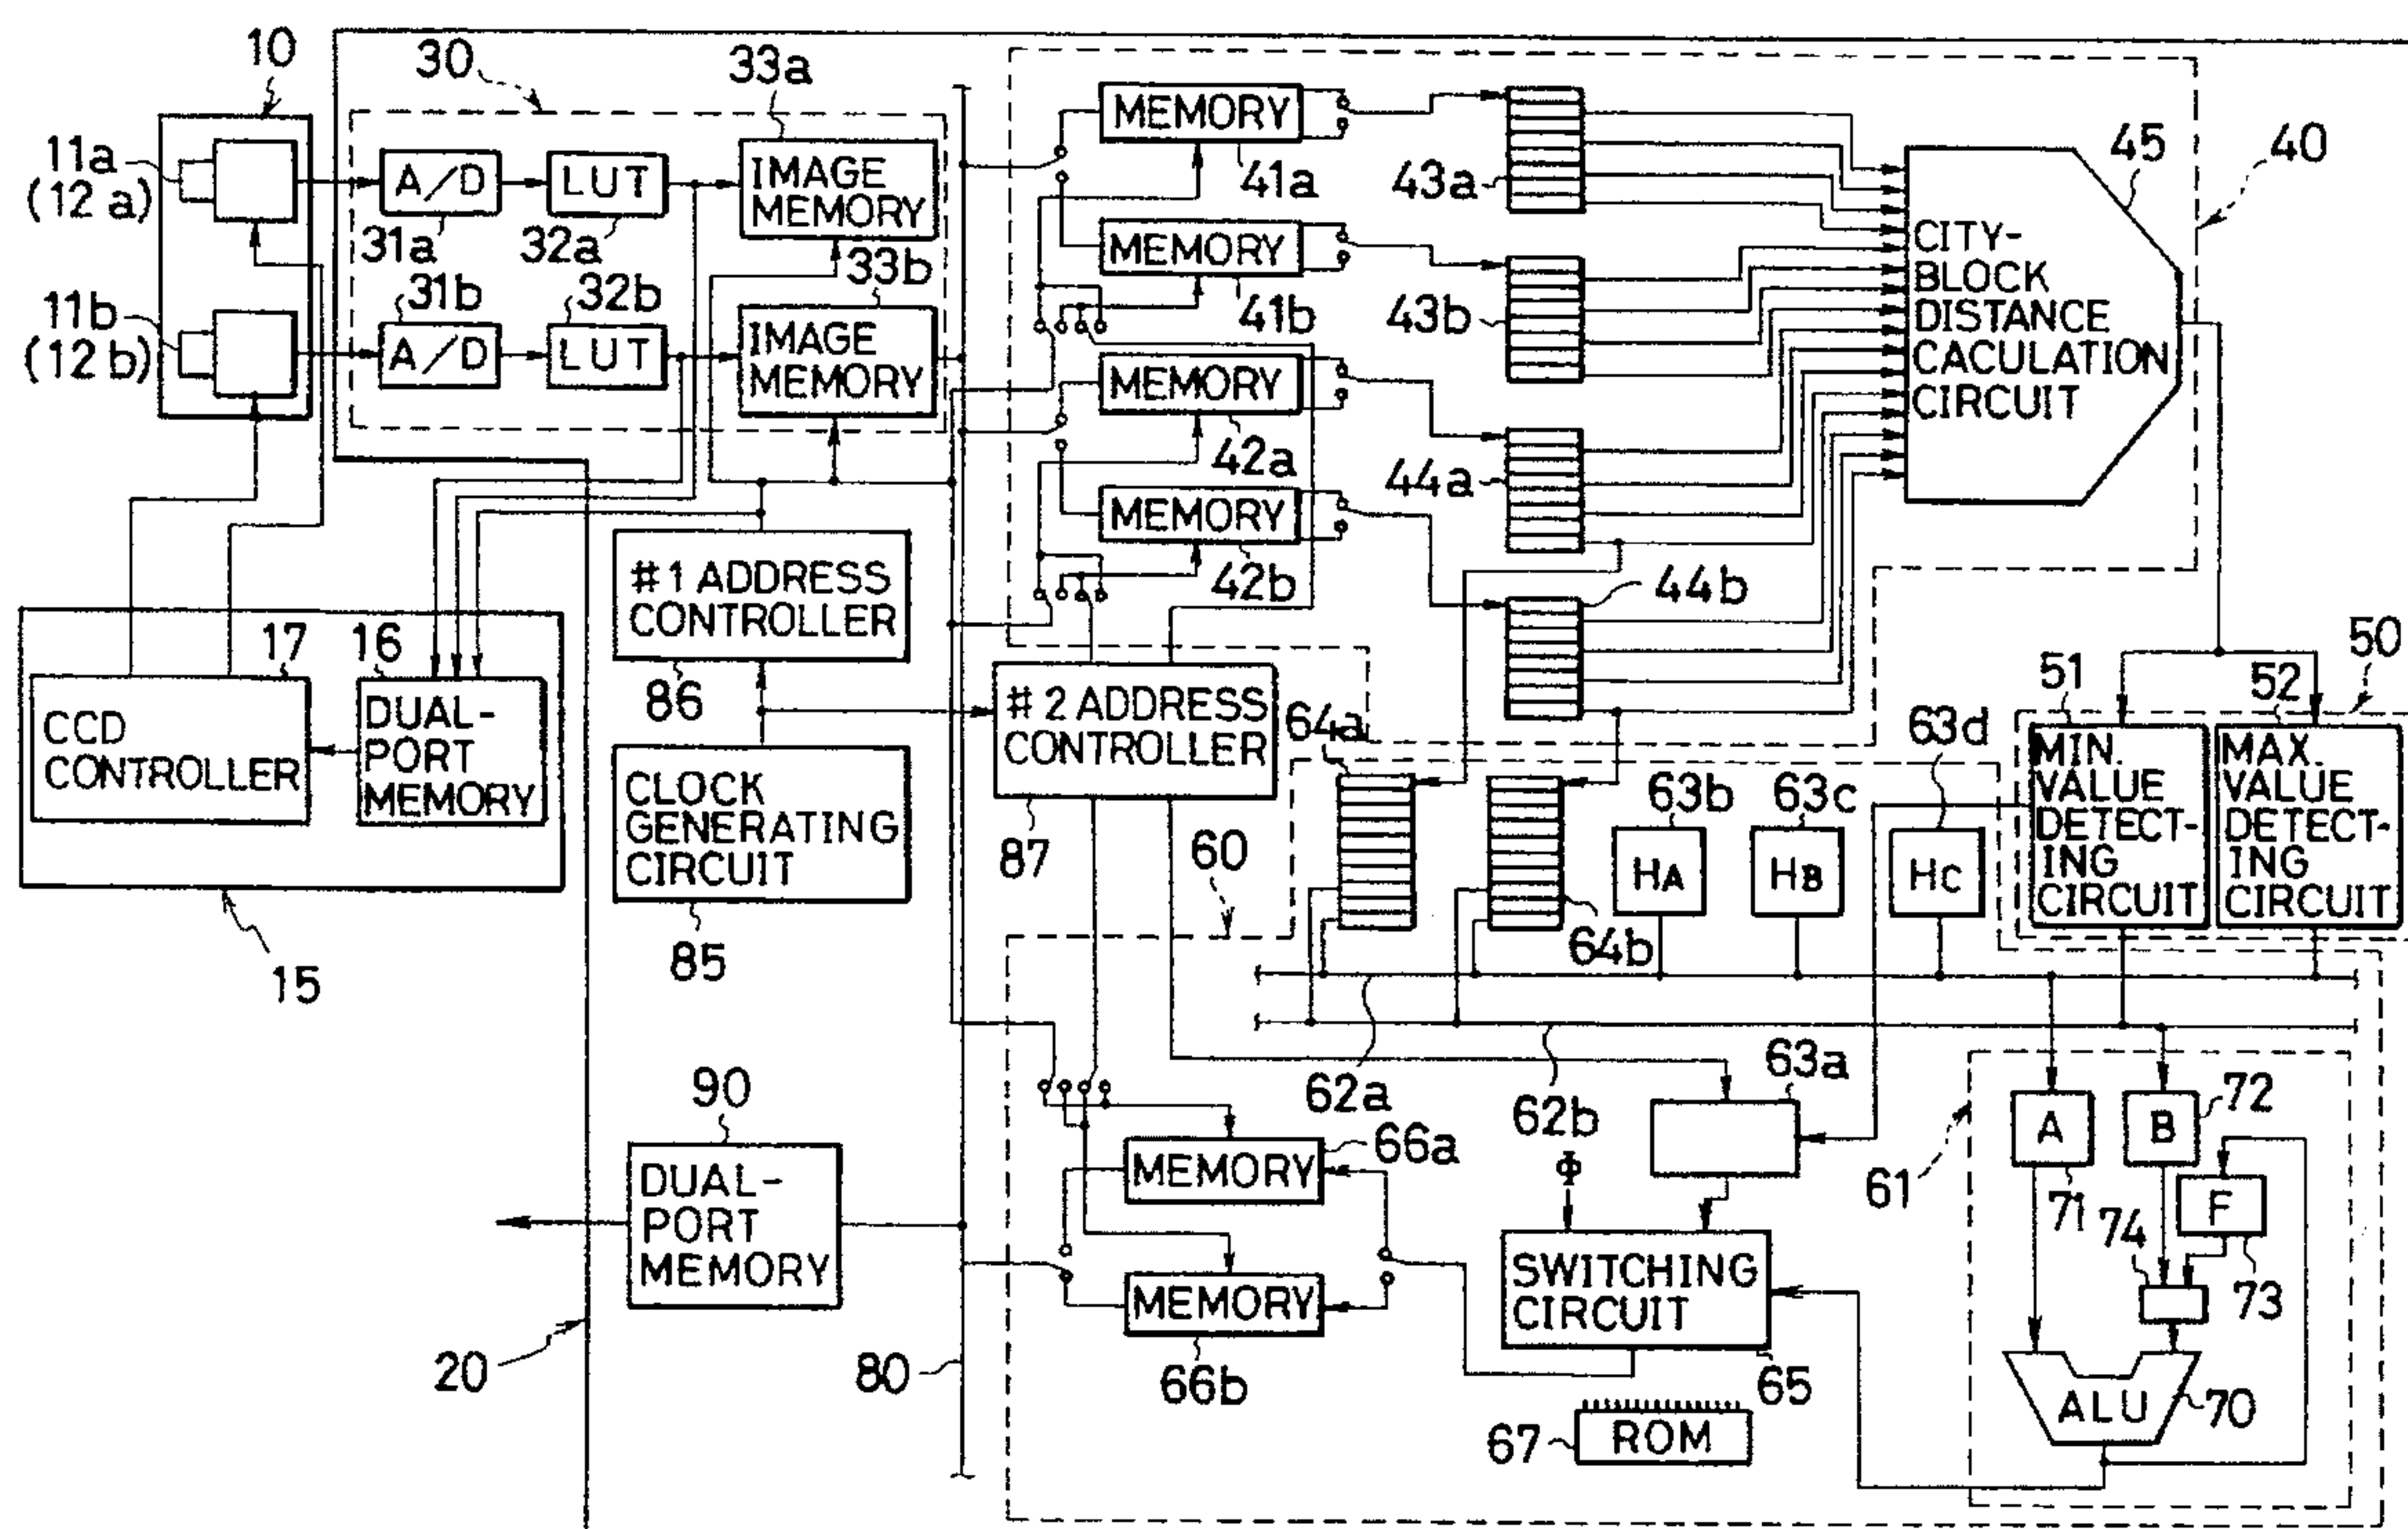 10
30
33a
11a
(12a)
A/D
LUT
IMAGE
MEMORY
31a
32a
33b
11b
(12b)
31b
32b
A/D
LUT
IMAGE
MEMORY
MEMORY
41a
43a
MEMORY
41b
43b
MEMORY
42a
44a
MEMORY
42b
44b
45
40
CITY-
BLOCK
DISTANCE
CACULATION
CIRCUIT
#1 ADDRESS
CONTROLLER
86
17
16
CCD
CONTROLLER
DUAL-
PORT
MEMORY
15
CLOCK
GENERATING
CIRCUIT
85
#2 ADDRESS
CONTROLLER
87
64a
64b
60
63b
63c
63d
HA
HB
HC
51
52
50
MIN.
VALUE
DETECT-
ING
CIRCUIT
MAX.
VALUE
DETECT-
ING
CIRCUIT
62a
62b
63a
Φ
90
DUAL-
PORT
MEMORY
20
80
MEMORY
66a
MEMORY
66b
SWITCHING
CIRCUIT
65
67
ROM
61
A
71
B
72
F
73
74
ALU
70